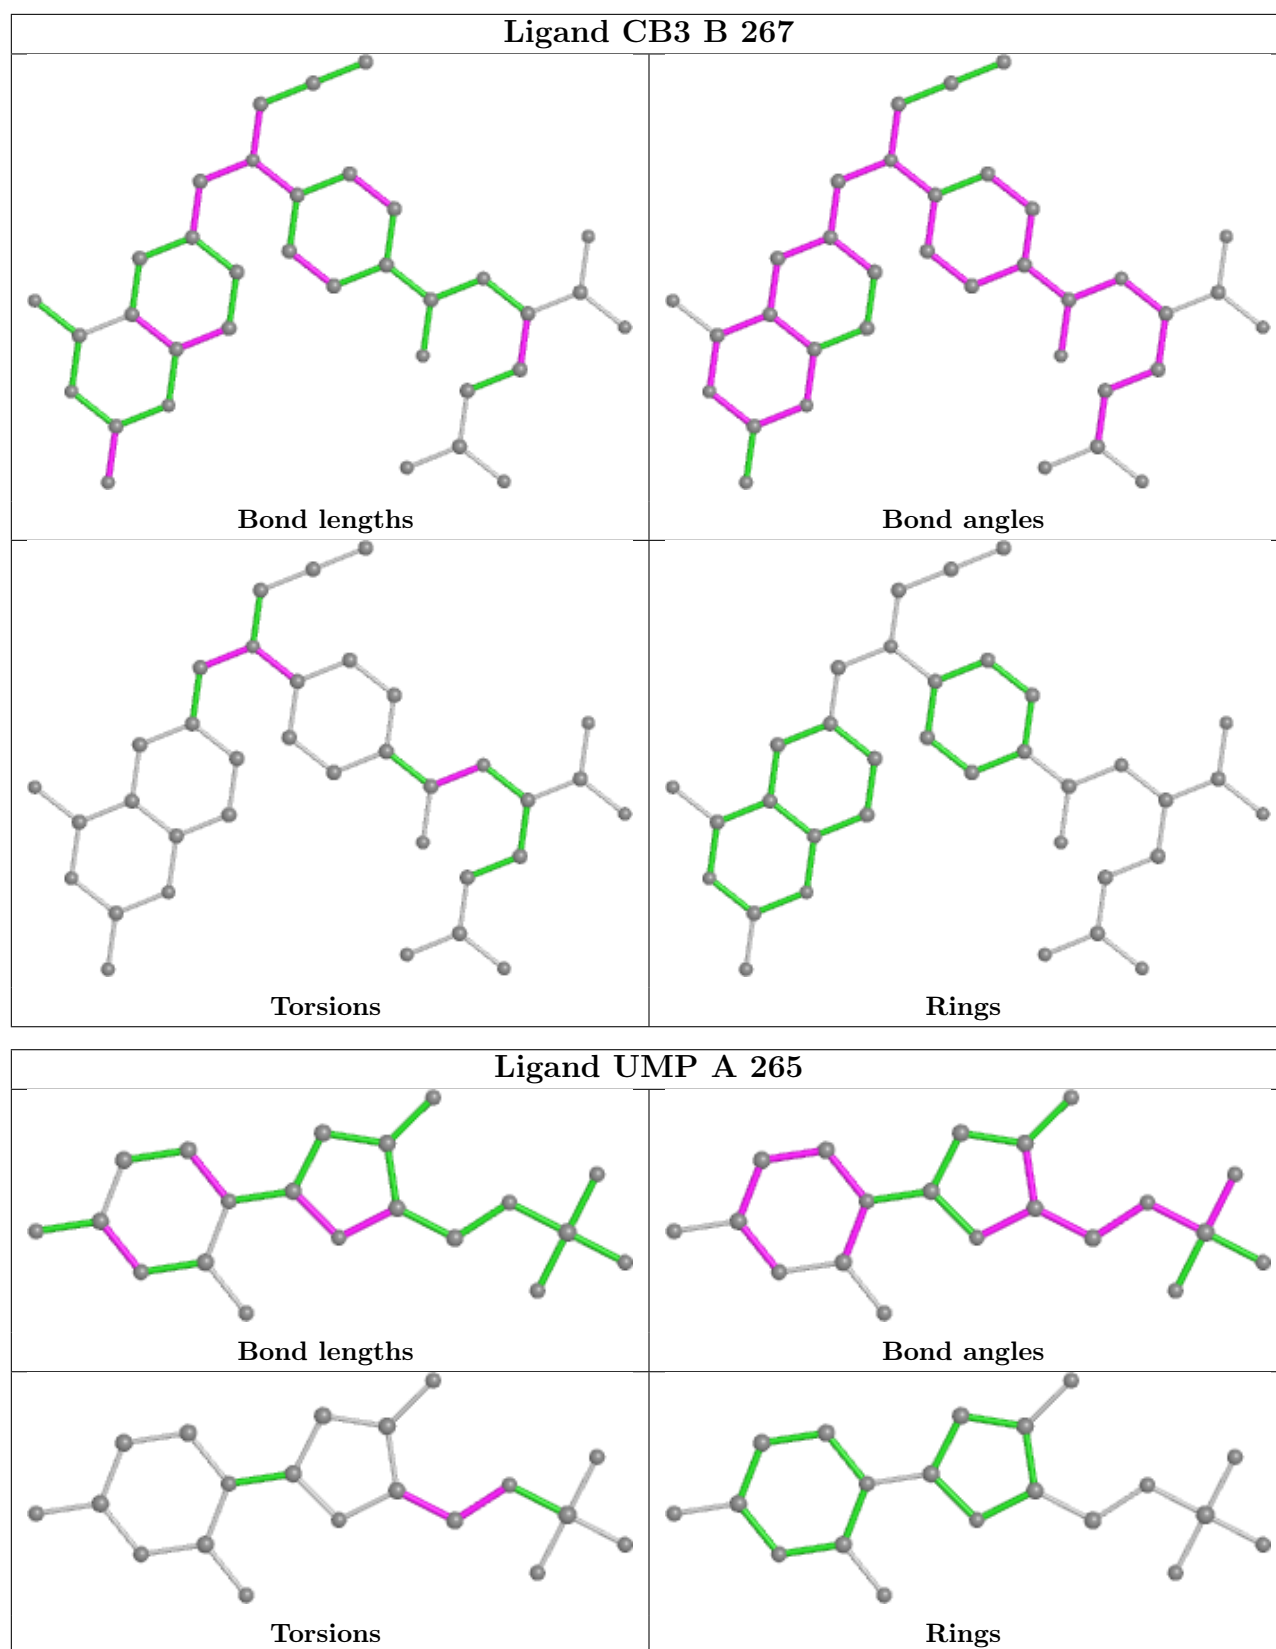 Ligand CB3 B 267
Bond lengths
Bond angles
Torsions
Rings
Ligand UMP A 265
Bond lengths
Bond angles
Torsions
Rings